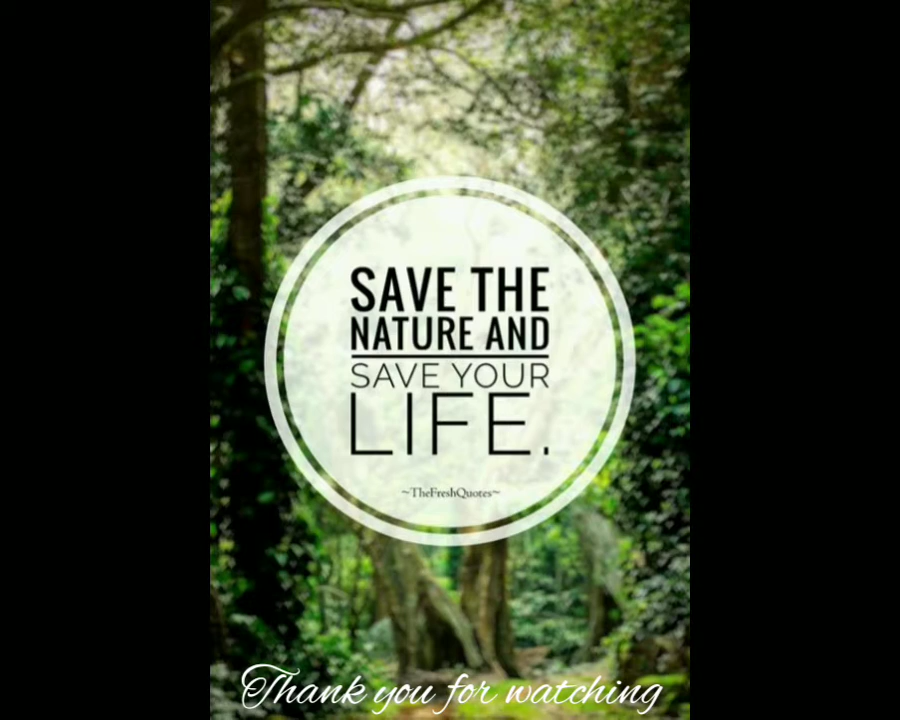 SAVE THE
NATURE AND
SAVE YOUR
LIFE.
~TheFreshQuotes~
Thank you for watching